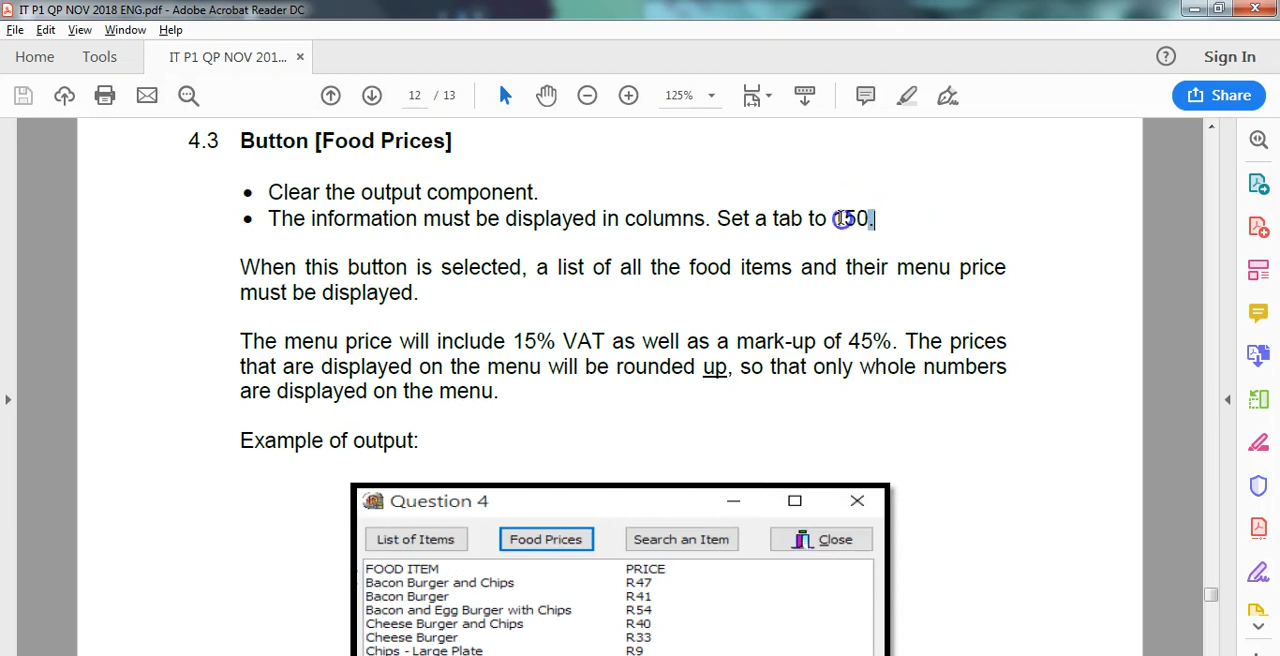 IT P1 QP NOV 2018 ENG.pdf - Adobe Acrobat Reader DC
File Edit View Window Help
Home Tools IT P1 QP NOV 201... × Sign In
12 / 13 125% Share
4.3 Button [Food Prices]
• Clear the output component.
• The information must be displayed in columns. Set a tab to 150.
When this button is selected, a list of all the food items and their menu price
must be displayed.
The menu price will include 15% VAT as well as a mark-up of 45%. The prices
that are displayed on the menu will be rounded up, so that only whole numbers
are displayed on the menu.
Example of output:
Question 4
List of Items Food Prices Search an Item Close
FOOD ITEM PRICE
Bacon Burger and Chips R47
Bacon Burger R41
Bacon and Egg Burger with Chips R54
Cheese Burger and Chips R40
Cheese Burger R33
Chips - Large Plate R9